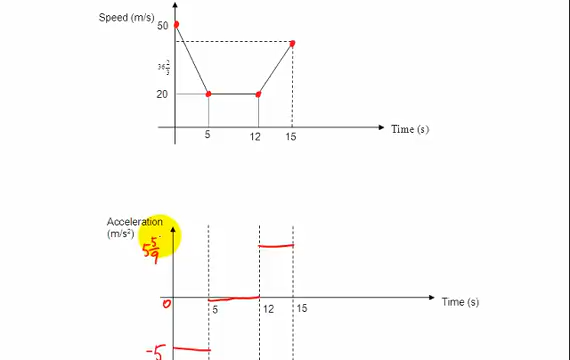 Speed (m/s)
50
36 2/3
20
5 12 15
Time (s)
Acceleration
(m/s²)
5 5/9
0
5 12 15
Time (s)
-5